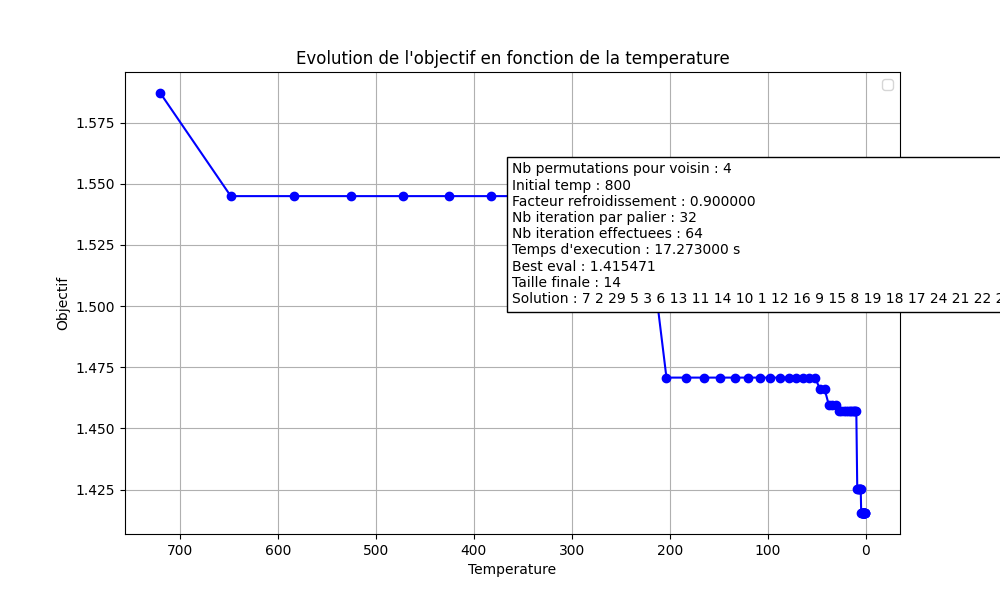 Evolution de l'objectif en fonction de la temperature
1.575
1.550
1.525
1.500
1.475
1.450
1.425
Objectif
Nb permutations pour voisin : 4
Initial temp : 800
Facteur refroidissement : 0.900000
Nb iteration par palier : 32
Nb iteration effectuees : 64
Temps d'execution : 17.273000 s
Best eval : 1.415471
Taille finale : 14
Solution : 7 2 29 5 3 6 13 11 14 10 1 12 16 9 15 8 19 18 17 24 21 22
700 600 500 400 300 200 100 0
Temperature